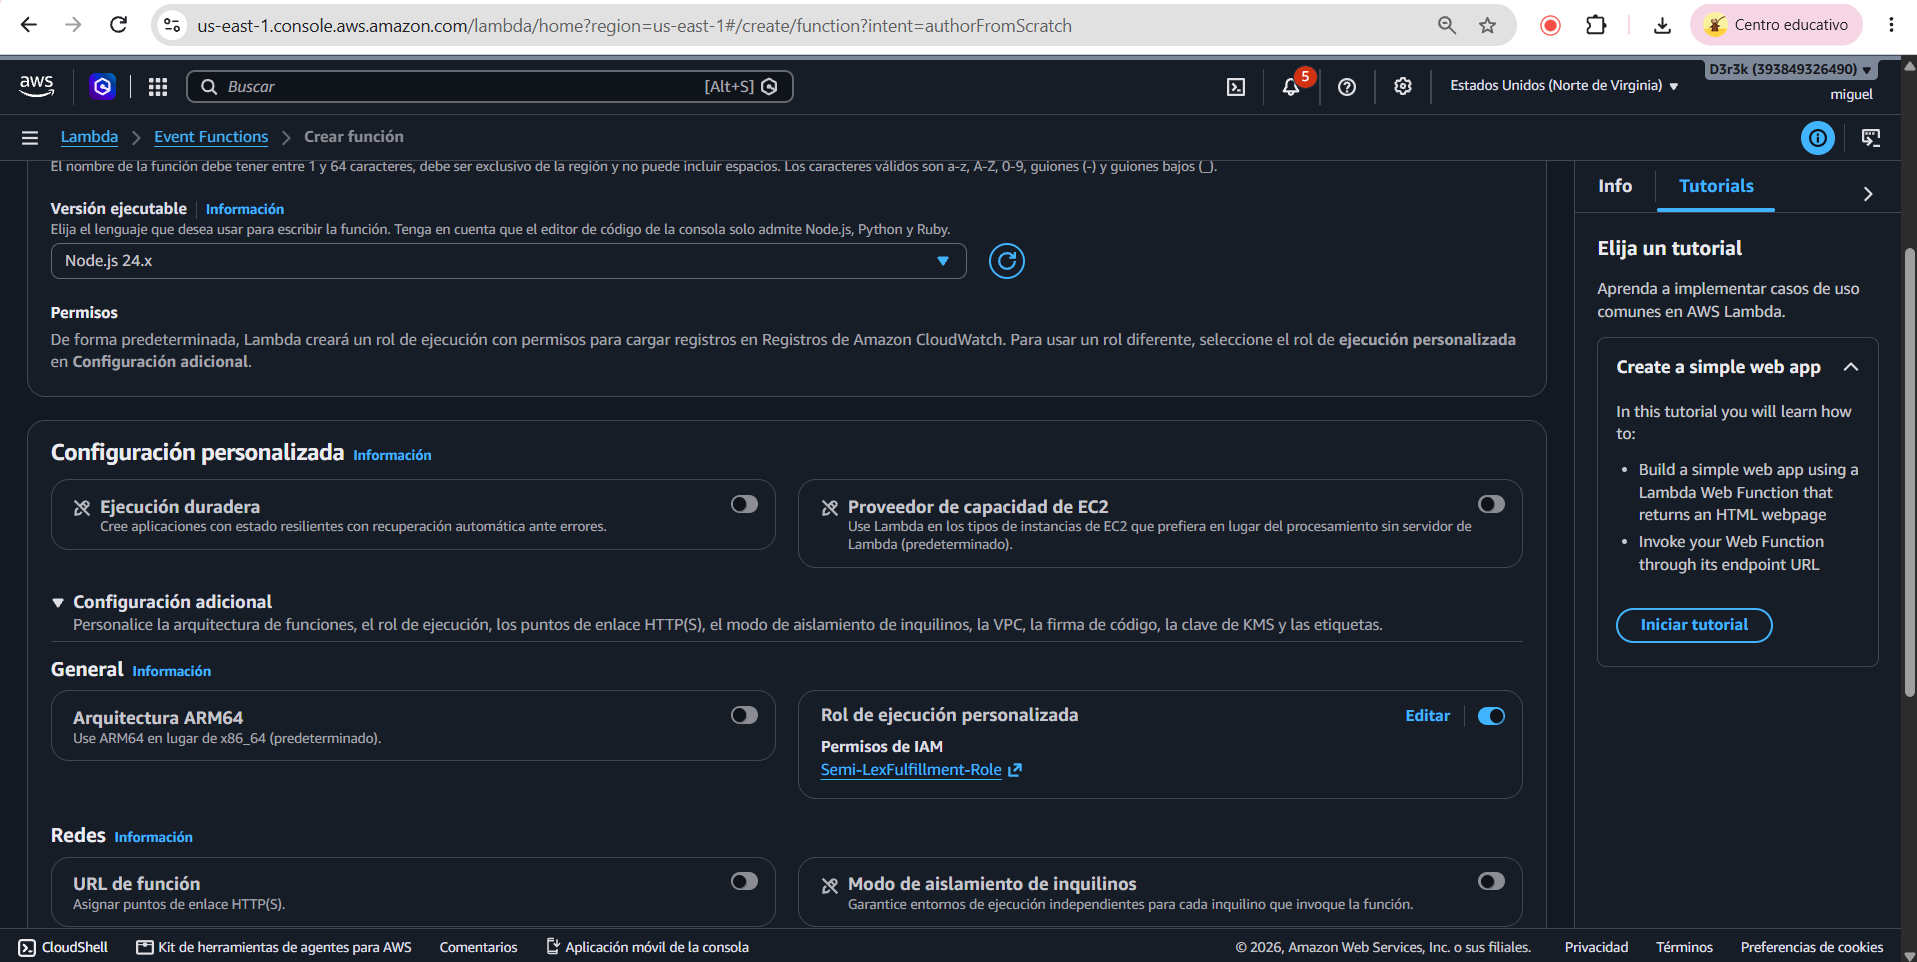 us-east-1.console.aws.amazon.com/lambda/home?region=us-east-1#/create/function?intent=authorFromScratch
Centro educativo
aws
Buscar
[Alt+S]
5
Estados Unidos (Norte de Virginia)
D3r3k (393849326490)
miguel
Lambda
Event Functions
Crear función
El nombre de la función debe tener entre 1 y 64 caracteres, debe ser exclusivo de la región y no puede incluir espacios. Los caracteres válidos son a-z, A-Z, 0-9, guiones (-) y guiones bajos (_).
Versión ejecutable
Información
Elija el lenguaje que desea usar para escribir la función. Tenga en cuenta que el editor de código de la consola solo admite Node.js, Python y Ruby.
Node.js 24.x
Permisos
De forma predeterminada, Lambda creará un rol de ejecución con permisos para cargar registros en Registros de Amazon CloudWatch. Para usar un rol diferente, seleccione el rol de ejecución personalizada
en Configuración adicional.
Configuración personalizada
Información
Ejecución duradera
Cree aplicaciones con estado resilientes con recuperación automática ante errores.
Proveedor de capacidad de EC2
Use Lambda en los tipos de instancias de EC2 que prefiera en lugar del procesamiento sin servidor de
Lambda (predeterminado).
Configuración adicional
Personalice la arquitectura de funciones, el rol de ejecución, los puntos de enlace HTTP(S), el modo de aislamiento de inquilinos, la VPC, la firma de código, la clave de KMS y las etiquetas.
General
Información
Arquitectura ARM64
Use ARM64 en lugar de x86_64 (predeterminado).
Rol de ejecución personalizada
Editar
Permisos de IAM
Semi-LexFulfillment-Role
Redes
Información
URL de función
Asignar puntos de enlace HTTP(S).
Modo de aislamiento de inquilinos
Garantice entornos de ejecución independientes para cada inquilino que invoque la función.
Info
Tutorials
Elija un tutorial
Aprenda a implementar casos de uso
comunes en AWS Lambda.
Create a simple web app
In this tutorial you will learn how
to:
• Build a simple web app using a
Lambda Web Function that
returns an HTML webpage
• Invoke your Web Function
through its endpoint URL
Iniciar tutorial
CloudShell
Kit de herramientas de agentes para AWS
Comentarios
Aplicación móvil de la consola
© 2026, Amazon Web Services, Inc. o sus filiales.
Privacidad
Términos
Preferencias de cookies